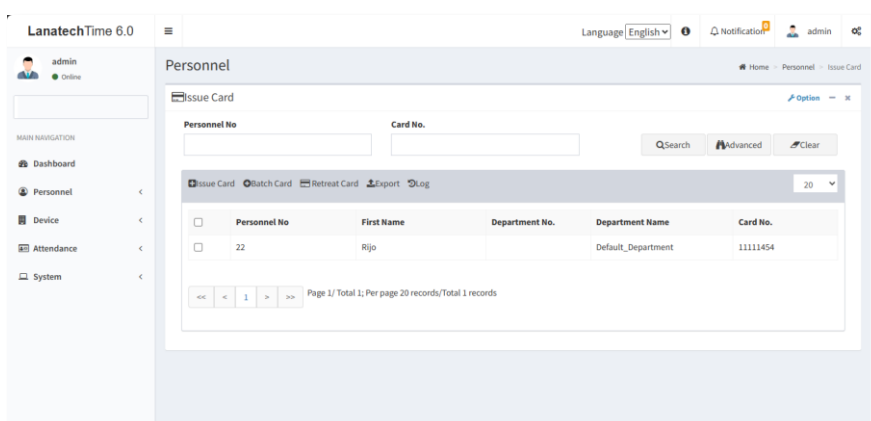 LanatechTime 6.0
Language English
Notification 0
admin
admin
Online
Personnel
Home > Personnel > Issue Card
Issue Card
Option
MAIN NAVIGATION
Dashboard
Personnel
Device
Attendance
System
Personnel No Card No.
Search Advanced Clear
Issue Card Batch Card Retreat Card Export Log 20
Personnel No First Name Department No. Department Name Card No.
22 Rijo Default_Department 11111454
<< < 1 > >> Page 1/ Total 1; Per page 20 records/Total 1 records